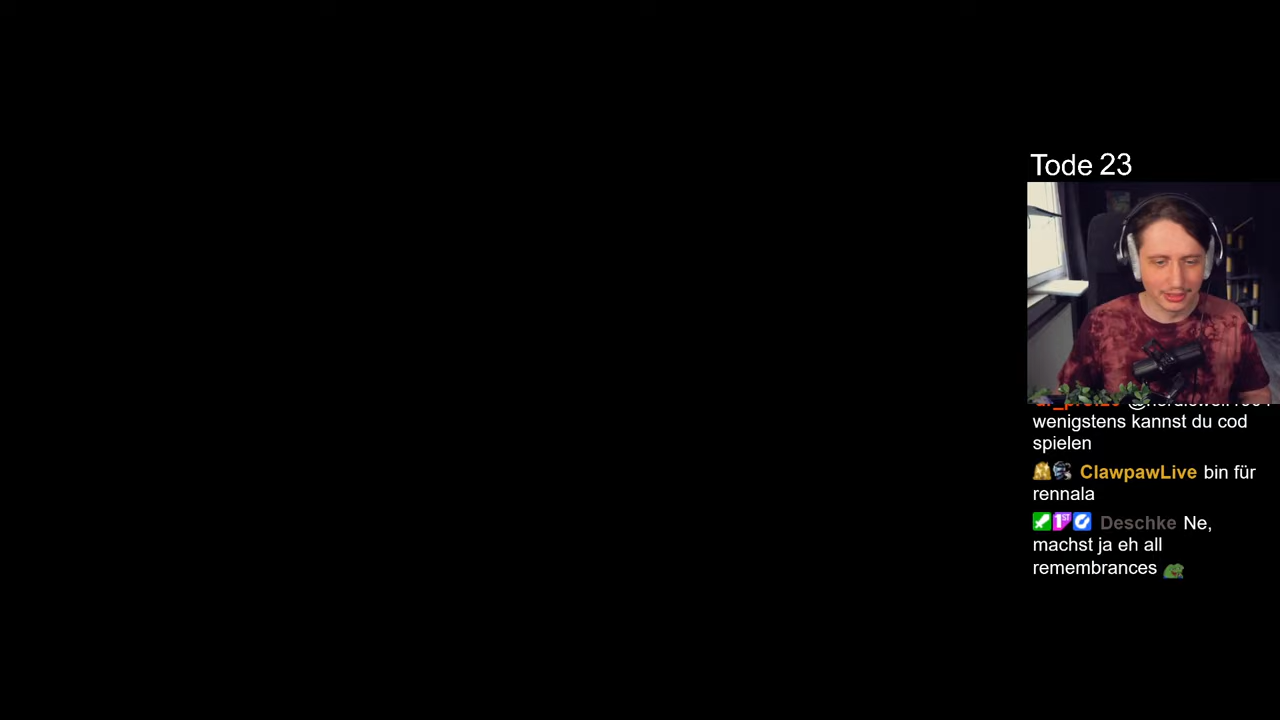 Tode 23
wenigstens kannst du cod
spielen
ClawpawLive bin für
rennala
Deschke Ne,
machst ja eh all
remembrances